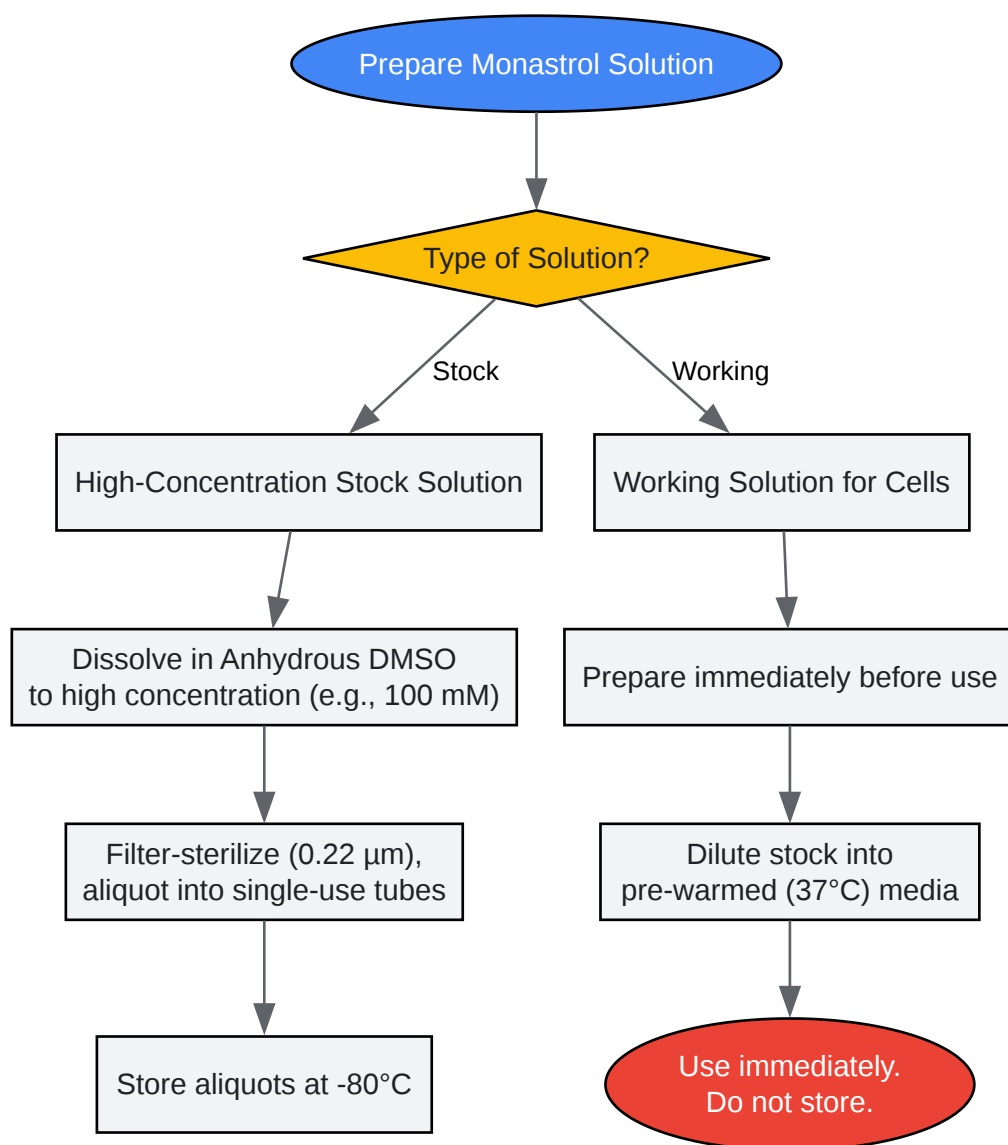 Prepare Monastrol Solution
Type of Solution?
Stock
Working
High-Concentration Stock Solution
Working Solution for Cells
Dissolve in Anhydrous DMSO
to high concentration (e.g., 100 mM)
Prepare immediately before use
Filter-sterilize (0.22 µm),
aliquot into single-use tubes
Dilute stock into
pre-warmed (37°C) media
Store aliquots at -80°C
Use immediately.
Do not store.